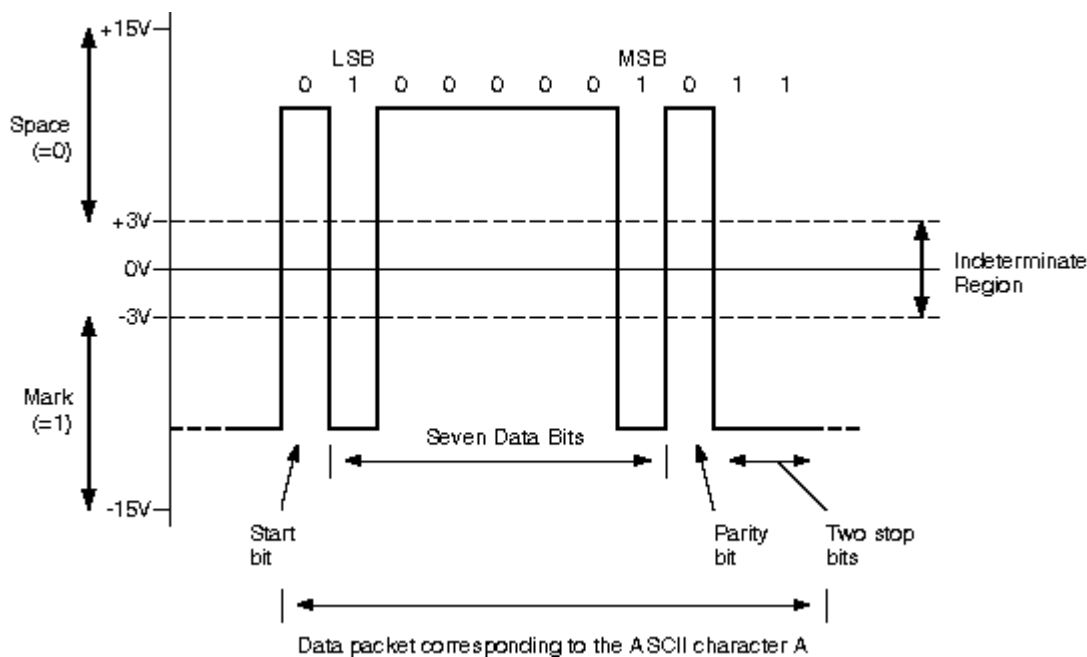 +15V
LSB MSB
0 1 0 0 0 0 0 1 0 1 1
Space
(=0)
+3V
0V
Indeterminate
Region
-3V
Mark
(=1)
Seven Data Bits
-15V
Start
bit
Parity
bit
Two stop
bits
Data packet corresponding to the ASCII character A